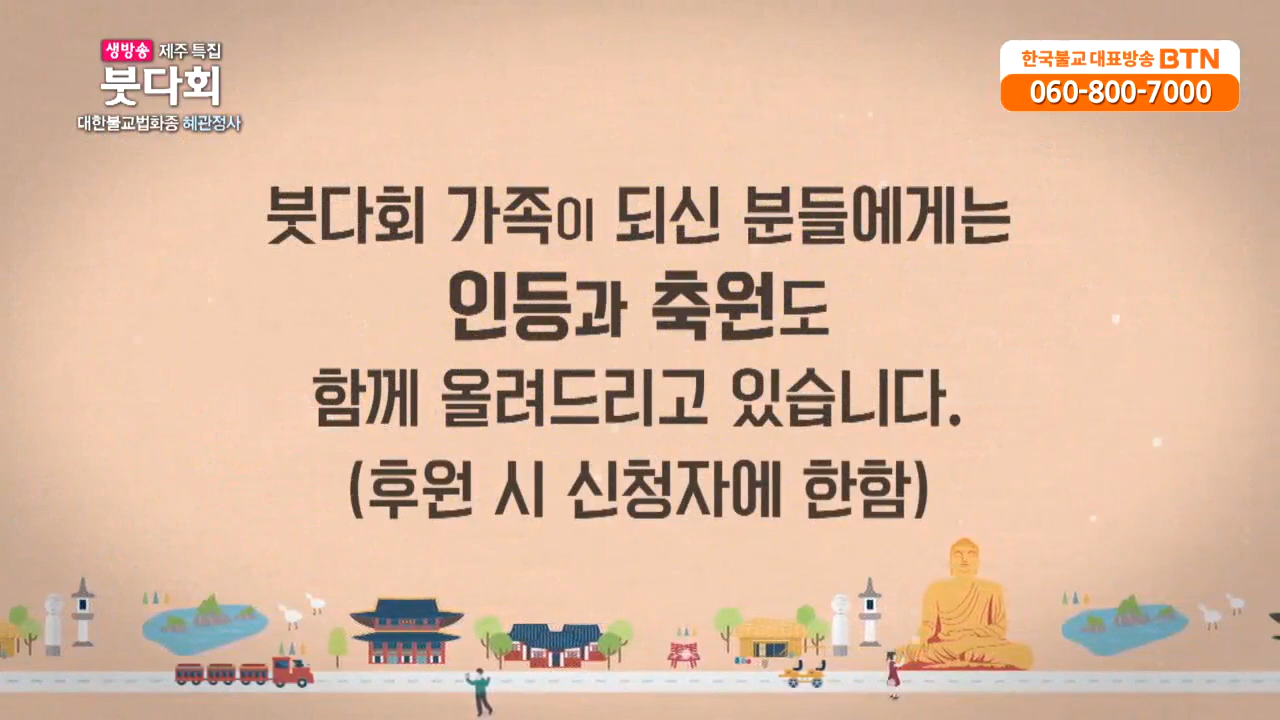 생방송 제주 특집
붓다회
대한불교법화종 혜관정사
한국불교 대표방송 BTN
060-800-7000
붓다회 가족이 되신 분들에게는
인등과 축원도
함께 올려드리고 있습니다.
(후원 시 신청자에 한함)